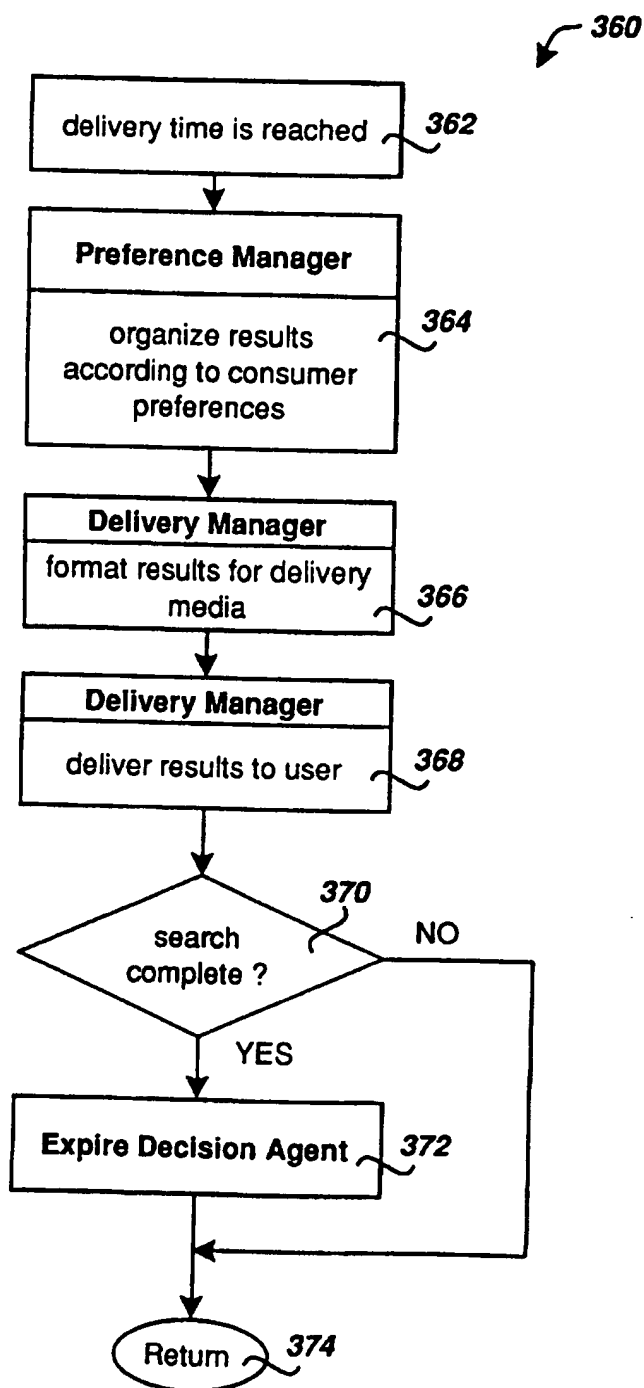 360
delivery time is reached
362
Preference Manager
organize results
according to consumer
preferences
364
Delivery Manager
format results for delivery
media
366
Delivery Manager
deliver results to user
368
370
search
complete ?
NO
YES
Expire Decision Agent
372
Return
374